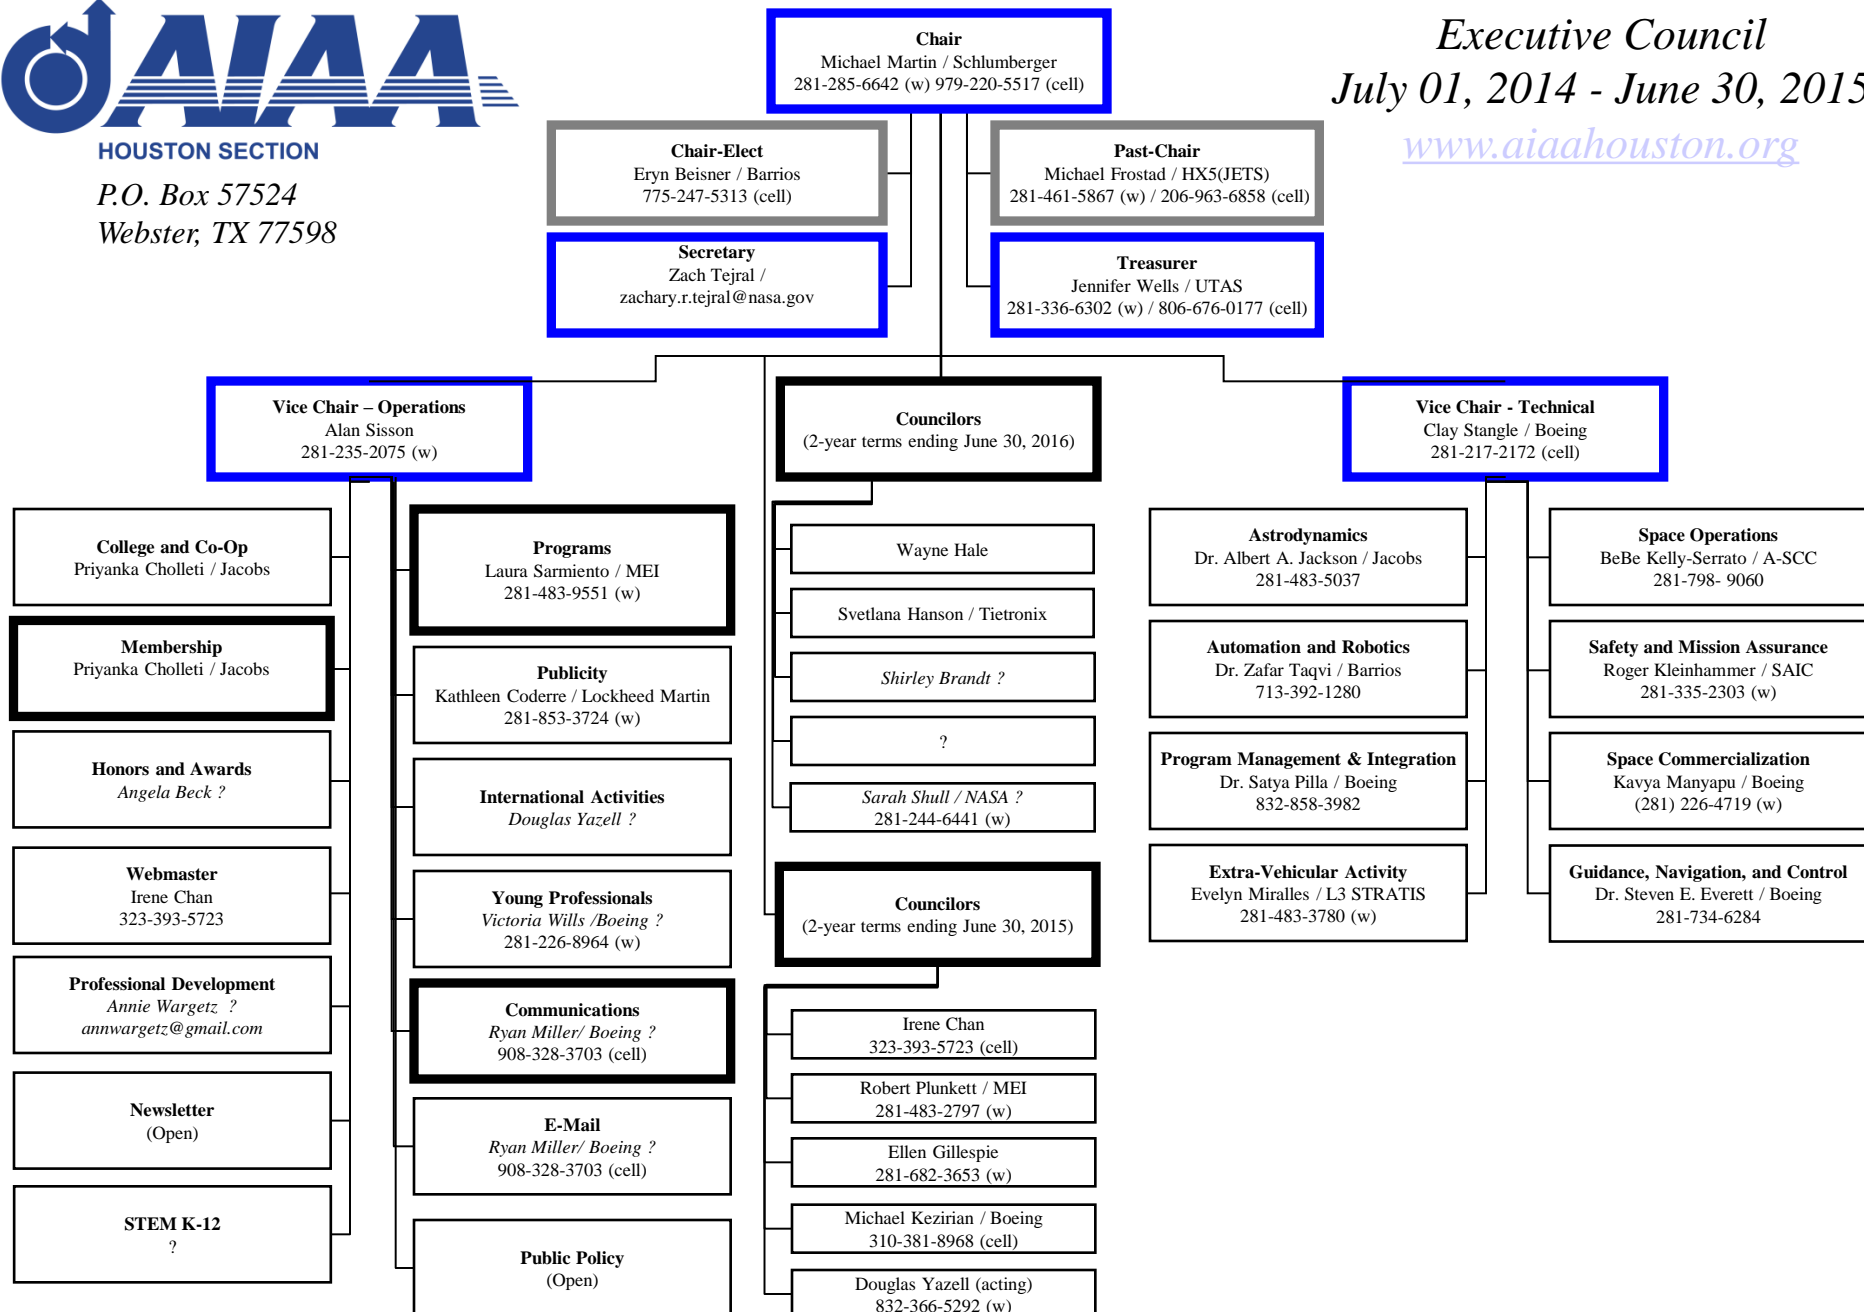 AIAA
HOUSTON SECTION
P.O. Box 57524
Webster, TX 77598
Executive Council
July 01, 2014 - June 30, 2015
www.aiaahouston.org
Chair
Michael Martin / Schlumberger
281-285-6642 (w) 979-220-5517 (cell)
Chair-Elect
Eryn Beisner / Barrios
775-247-5313 (cell)
Past-Chair
Michael Frostad / HX5(JETS)
281-461-5867 (w) / 206-963-6858 (cell)
Secretary
Zach Tejral /
zachary.r.tejral@nasa.gov
Treasurer
Jennifer Wells / UTAS
281-336-6302 (w) / 806-676-0177 (cell)
Vice Chair – Operations
Alan Sisson
281-235-2075 (w)
College and Co-Op
Priyanka Cholleti / Jacobs
Membership
Priyanka Cholleti / Jacobs
Honors and Awards
Angela Beck ?
Webmaster
Irene Chan
323-393-5723
Professional Development
Annie Wargetz  ?
annwargetz@gmail.com
Newsletter
(Open)
STEM K-12
?
Programs
Laura Sarmiento / MEI
281-483-9551 (w)
Publicity
Kathleen Coderre / Lockheed Martin
281-853-3724 (w)
International Activities
Douglas Yazell ?
Young Professionals
Victoria Wills /Boeing ?
281-226-8964 (w)
Communications
Ryan Miller/ Boeing ?
908-328-3703 (cell)
E-Mail
Ryan Miller/ Boeing ?
908-328-3703 (cell)
Public Policy
(Open)
Councilors
(2-year terms ending June 30, 2016)
Wayne Hale
Svetlana Hanson / Tietronix
Shirley Brandt ?
?
Sarah Shull / NASA ?
281-244-6441 (w)
Councilors
(2-year terms ending June 30, 2015)
Irene Chan
323-393-5723 (cell)
Robert Plunkett / MEI
281-483-2797 (w)
Ellen Gillespie
281-682-3653 (w)
Michael Kezirian / Boeing
310-381-8968 (cell)
Douglas Yazell (acting)
832-366-5292 (w)
Vice Chair - Technical
Clay Stangle / Boeing
281-217-2172 (cell)
Astrodynamics
Dr. Albert A. Jackson / Jacobs
281-483-5037
Automation and Robotics
Dr. Zafar Taqvi / Barrios
713-392-1280
Program Management & Integration
Dr. Satya Pilla / Boeing
832-858-3982
Extra-Vehicular Activity
Evelyn Miralles / L3 STRATIS
281-483-3780 (w)
Space Operations
BeBe Kelly-Serrato / A-SCC
281-798- 9060
Safety and Mission Assurance
Roger Kleinhammer / SAIC
281-335-2303 (w)
Space Commercialization
Kavya Manyapu / Boeing
(281) 226-4719 (w)
Guidance, Navigation, and Control
Dr. Steven E. Everett / Boeing
281-734-6284